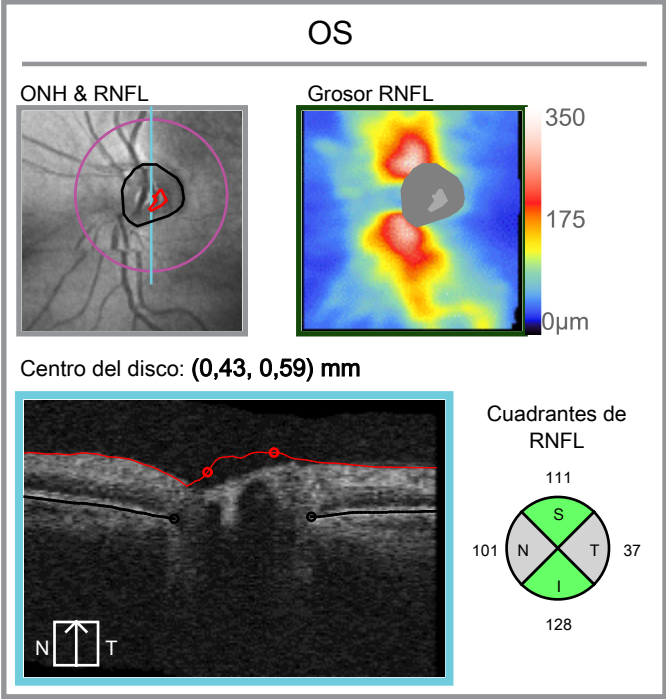 OS
ONH & RNFL
Grosor RNFL
350
175
0µm
Centro del disco: (0,43, 0,59) mm
Cuadrantes de
RNFL
111
S
101 N T 37
I
128
N T